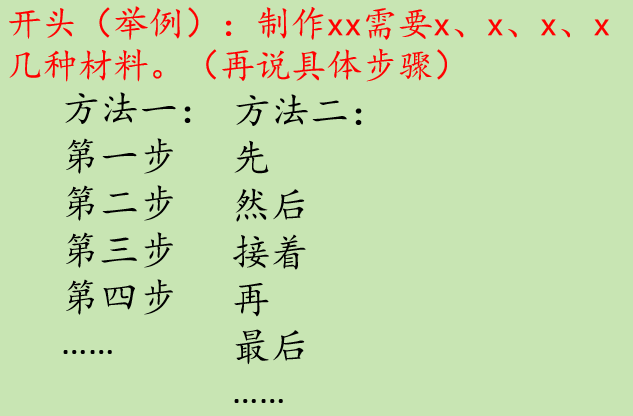 开头（举例）：制作xx需要x、x、x、x
几种材料。（再说具体步骤）
方法一：
第一步
第二步
第三步
第四步
……
方法二：
先
然后
接着
再
最后
……